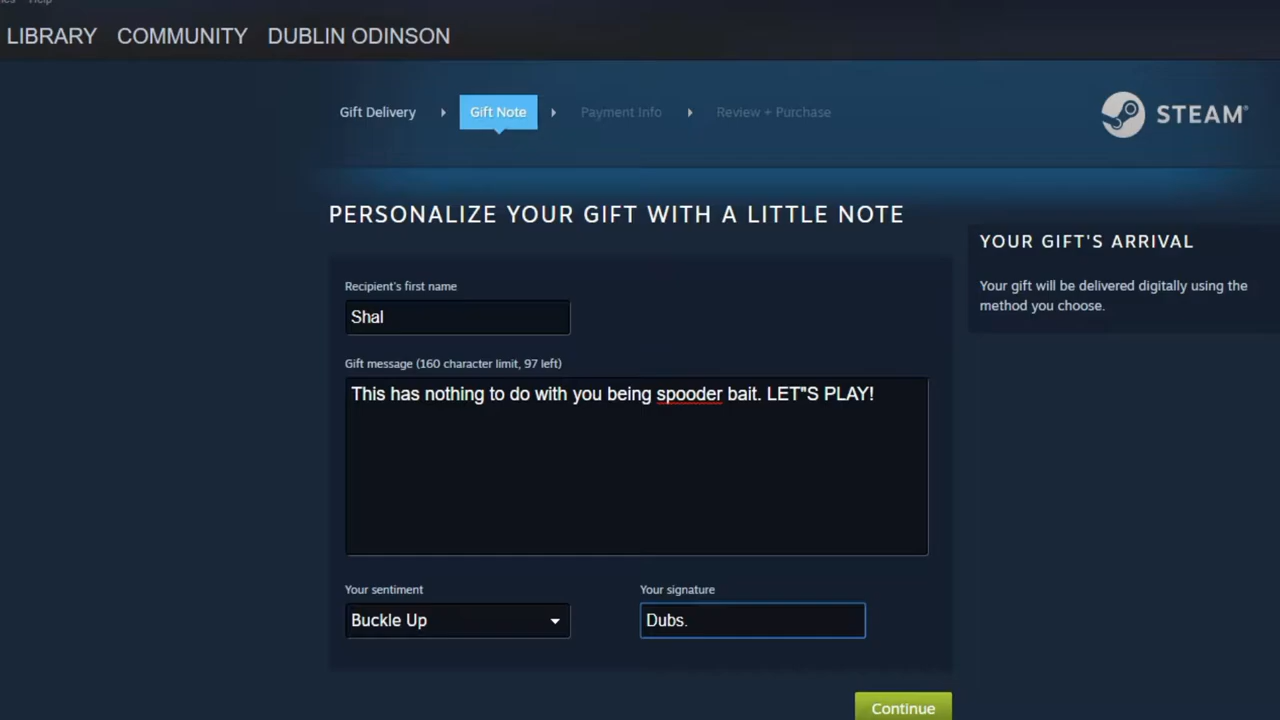 Help
LIBRARY COMMUNITY DUBLIN ODINSON
Gift Delivery Gift Note Payment Info Review + Purchase
STEAM®
PERSONALIZE YOUR GIFT WITH A LITTLE NOTE
YOUR GIFT'S ARRIVAL
Your gift will be delivered digitally using the
method you choose.
Recipient's first name
Shal
Gift message (160 character limit, 97 left)
This has nothing to do with you being spooder bait. LET"S PLAY!
Your sentiment
Your signature
Buckle Up
Dubs.
Continue